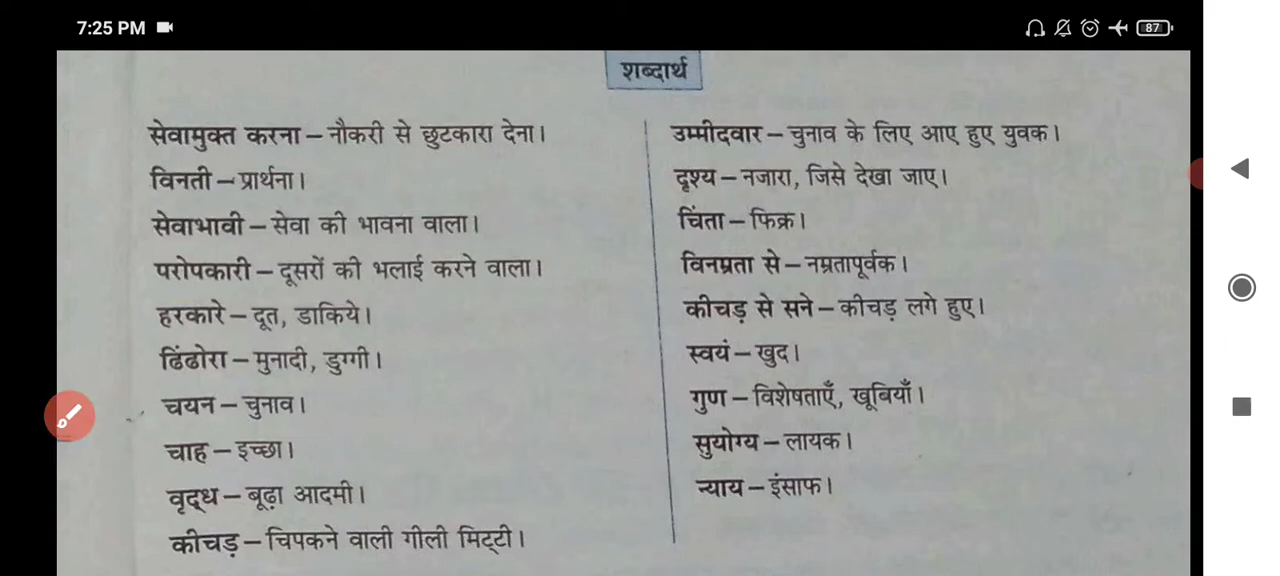 7:25 PM
87
शब्दार्थ
सेवामुक्त करना – नौकरी से छुटकारा देना।
विनती – प्रार्थना।
सेवाभावी – सेवा की भावना वाला।
परोपकारी – दूसरों की भलाई करने वाला।
हरकारे – दूत, डाकिये।
ढिंढोरा – मुनादी, डुग्गी।
चयन – चुनाव।
चाह – इच्छा।
वृद्ध – बूढ़ा आदमी।
कीचड़ – चिपकने वाली गीली मिट्टी।
उम्मीदवार – चुनाव के लिए आए हुए युवक।
दृश्य – नजारा, जिसे देखा जाए।
चिंता – फिक्र।
विनम्रता से – नम्रतापूर्वक।
कीचड़ से सने – कीचड़ लगे हुए।
स्वयं – खुद।
गुण – विशेषताएँ, खूबियाँ।
सुयोग्य – लायक।
न्याय – इंसाफ।